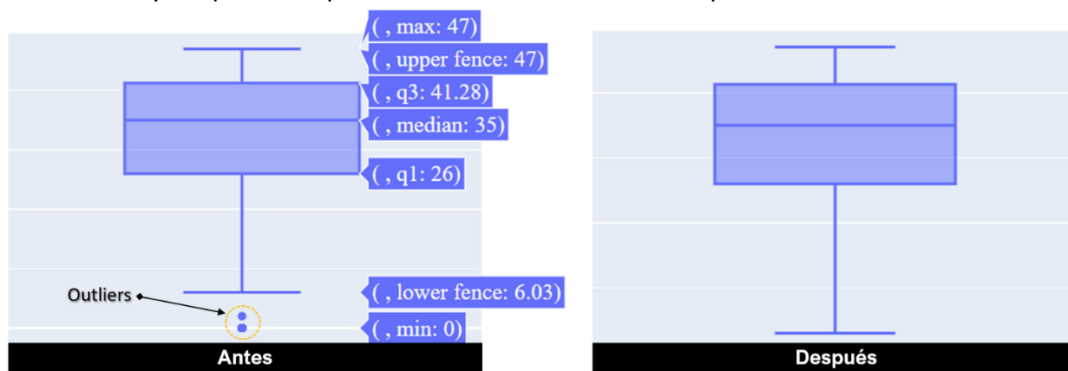 ( , max: 47)
( , upper fence: 47)
( , q3: 41.28)
( , median: 35)
( , q1: 26)
Outliers
( , lower fence: 6.03)
( , min: 0)
Antes
Después